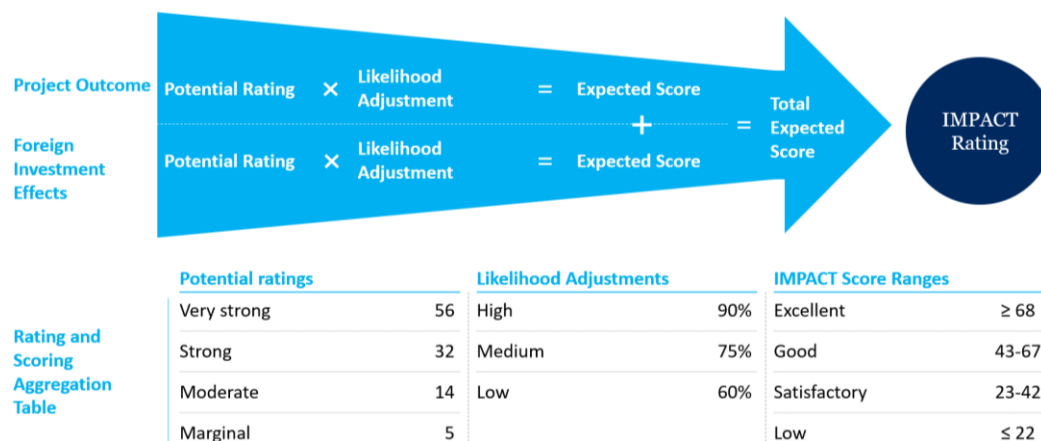 Project Outcome
Potential Rating × Likelihood Adjustment = Expected Score
+
= Total Expected Score
Foreign Investment Effects
Potential Rating × Likelihood Adjustment = Expected Score
IMPACT Rating
Rating and Scoring Aggregation Table
Potential ratings
Very strong 56
Strong 32
Moderate 14
Marginal 5
Likelihood Adjustments
High 90%
Medium 75%
Low 60%
IMPACT Score Ranges
Excellent ≥ 68
Good 43-67
Satisfactory 23-42
Low ≤ 22